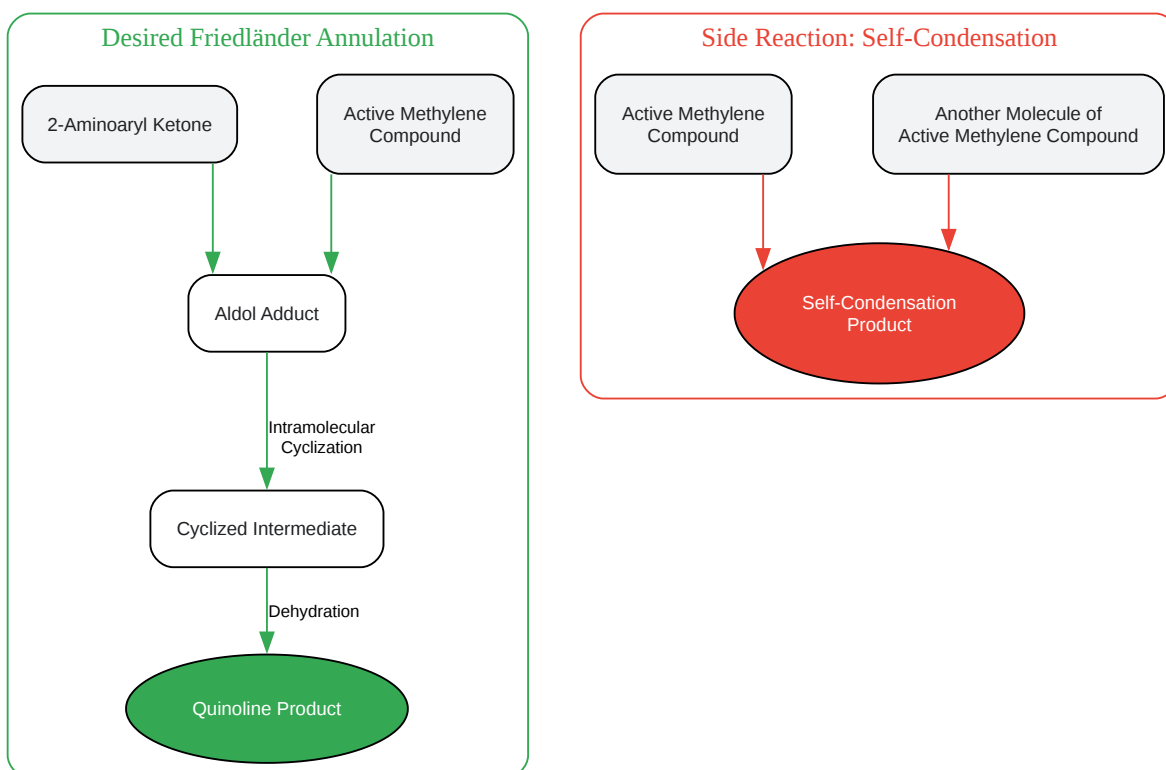 Desired Friedländer Annulation
2-Aminoaryl Ketone
Active Methylene
Compound
Aldol Adduct
Intramolecular
Cyclization
Cyclized Intermediate
Dehydration
Quinoline Product
Side Reaction: Self-Condensation
Active Methylene
Compound
Another Molecule of
Active Methylene Compound
Self-Condensation
Product